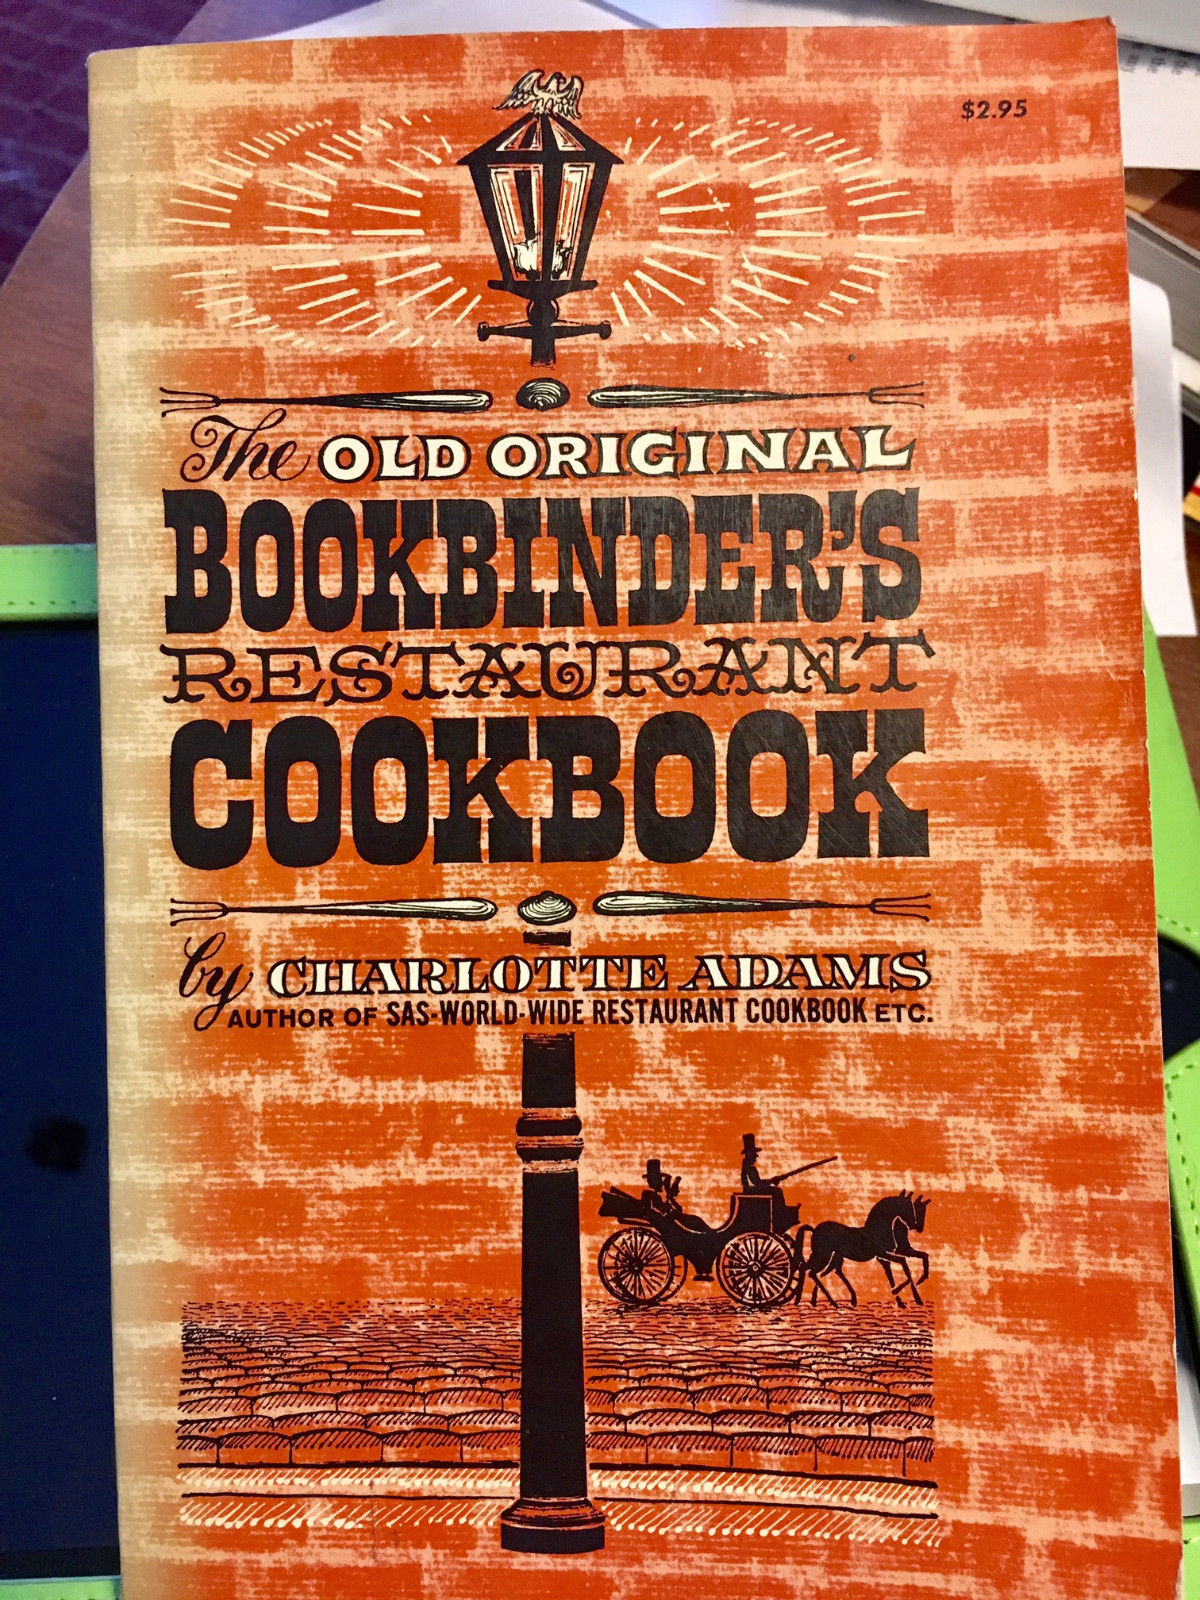 $2.95
The OLD ORIGINAL
BOOKBINDER'S
RESTAURANT
COOKBOOK
by CHARLOTTE ADAMS
AUTHOR OF SAS-WORLD-WIDE RESTAURANT COOKBOOK ETC.